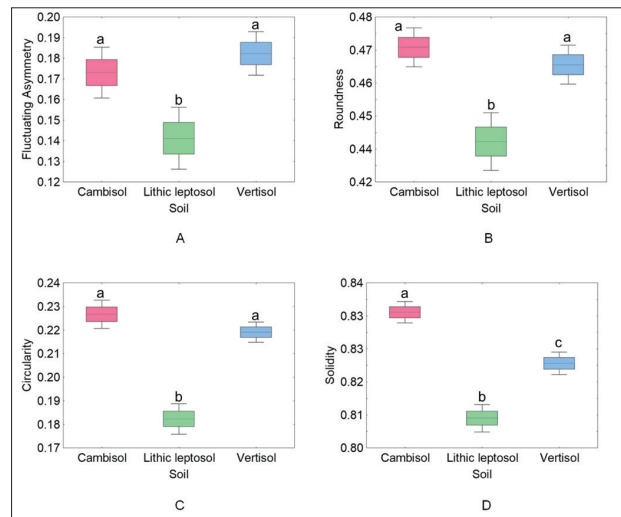 0.20
0.19
0.18
0.17
0.16
0.15
0.14
0.13
0.12
Fluctuating Asymmetry
a
b
a
Cambisol Lithic leptosol Vertisol
Soil
A
0.48
0.47
0.46
0.45
0.44
0.42
Roundness
a
b
a
Cambisol Lithic leptosol Vertisol
Soil
B
0.24
0.23
0.22
0.21
0.20
0.19
0.18
0.17
Circularity
a
b
a
Cambisol Lithic leptosol Vertisol
Soil
C
0.84
0.83
0.83
0.82
0.81
0.80
Solidity
a
b
c
Cambisol Lithic leptosol Vertisol
Soil
D